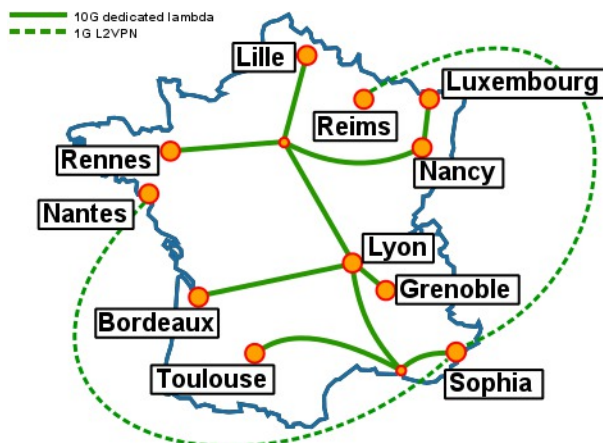 10G dedicated lambda
1G L2VPN
Lille
Luxembourg
Reims
Rennes
Nancy
Nantes
Lyon
Grenoble
Bordeaux
Toulouse
Sophia